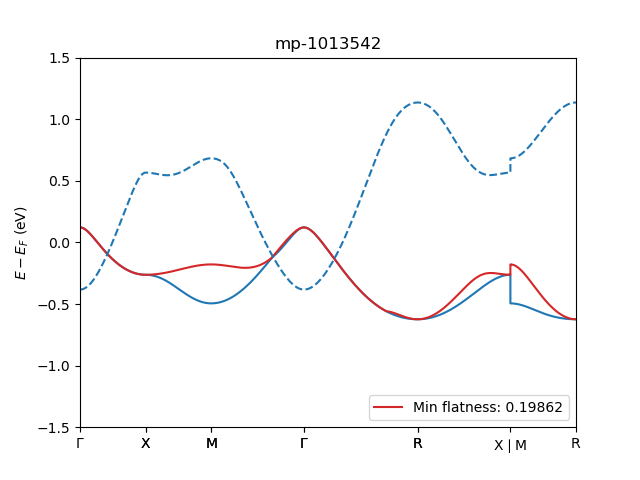 mp-1013542
1.5
1.0
0.5
0.0
−0.5
−1.0
−1.5
E − E_F (eV)
Min flatness: 0.19862
Γ X M Γ R X | M R